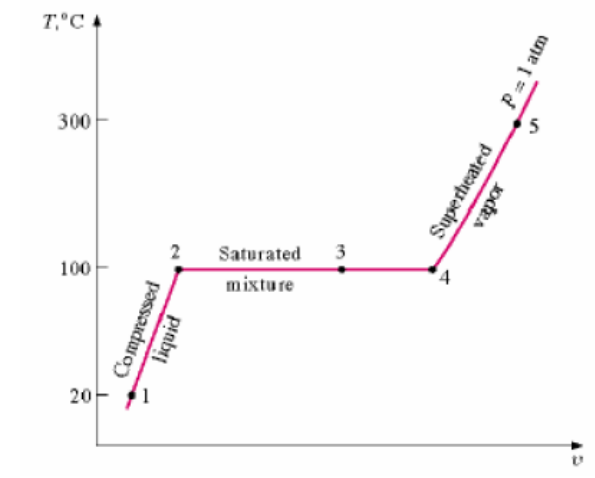 T,°C
P = 1 atm
300
5
Superheated
vapor
2
Saturated
3
100
mixture
4
Compressed
liquid
20
1
v